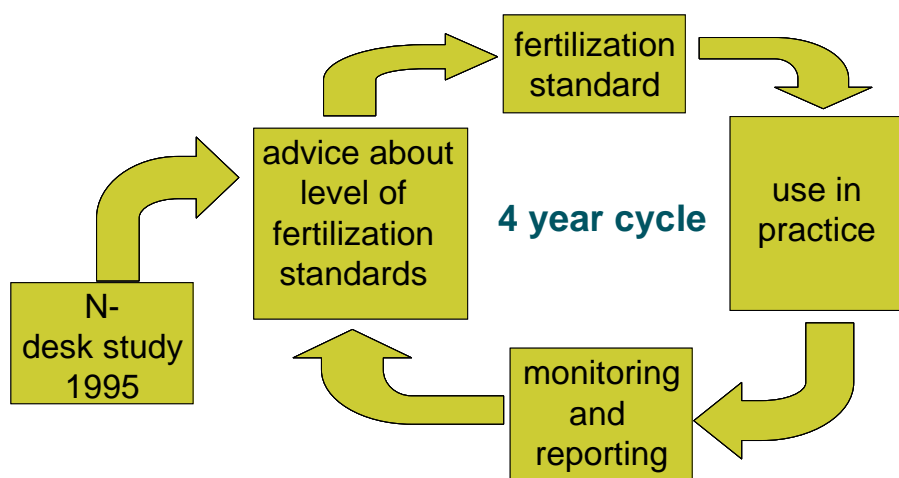 fertilization
standard
advice about
level of
fertilization
standards
4 year cycle
use in
practice
N-
desk study
1995
monitoring
and
reporting